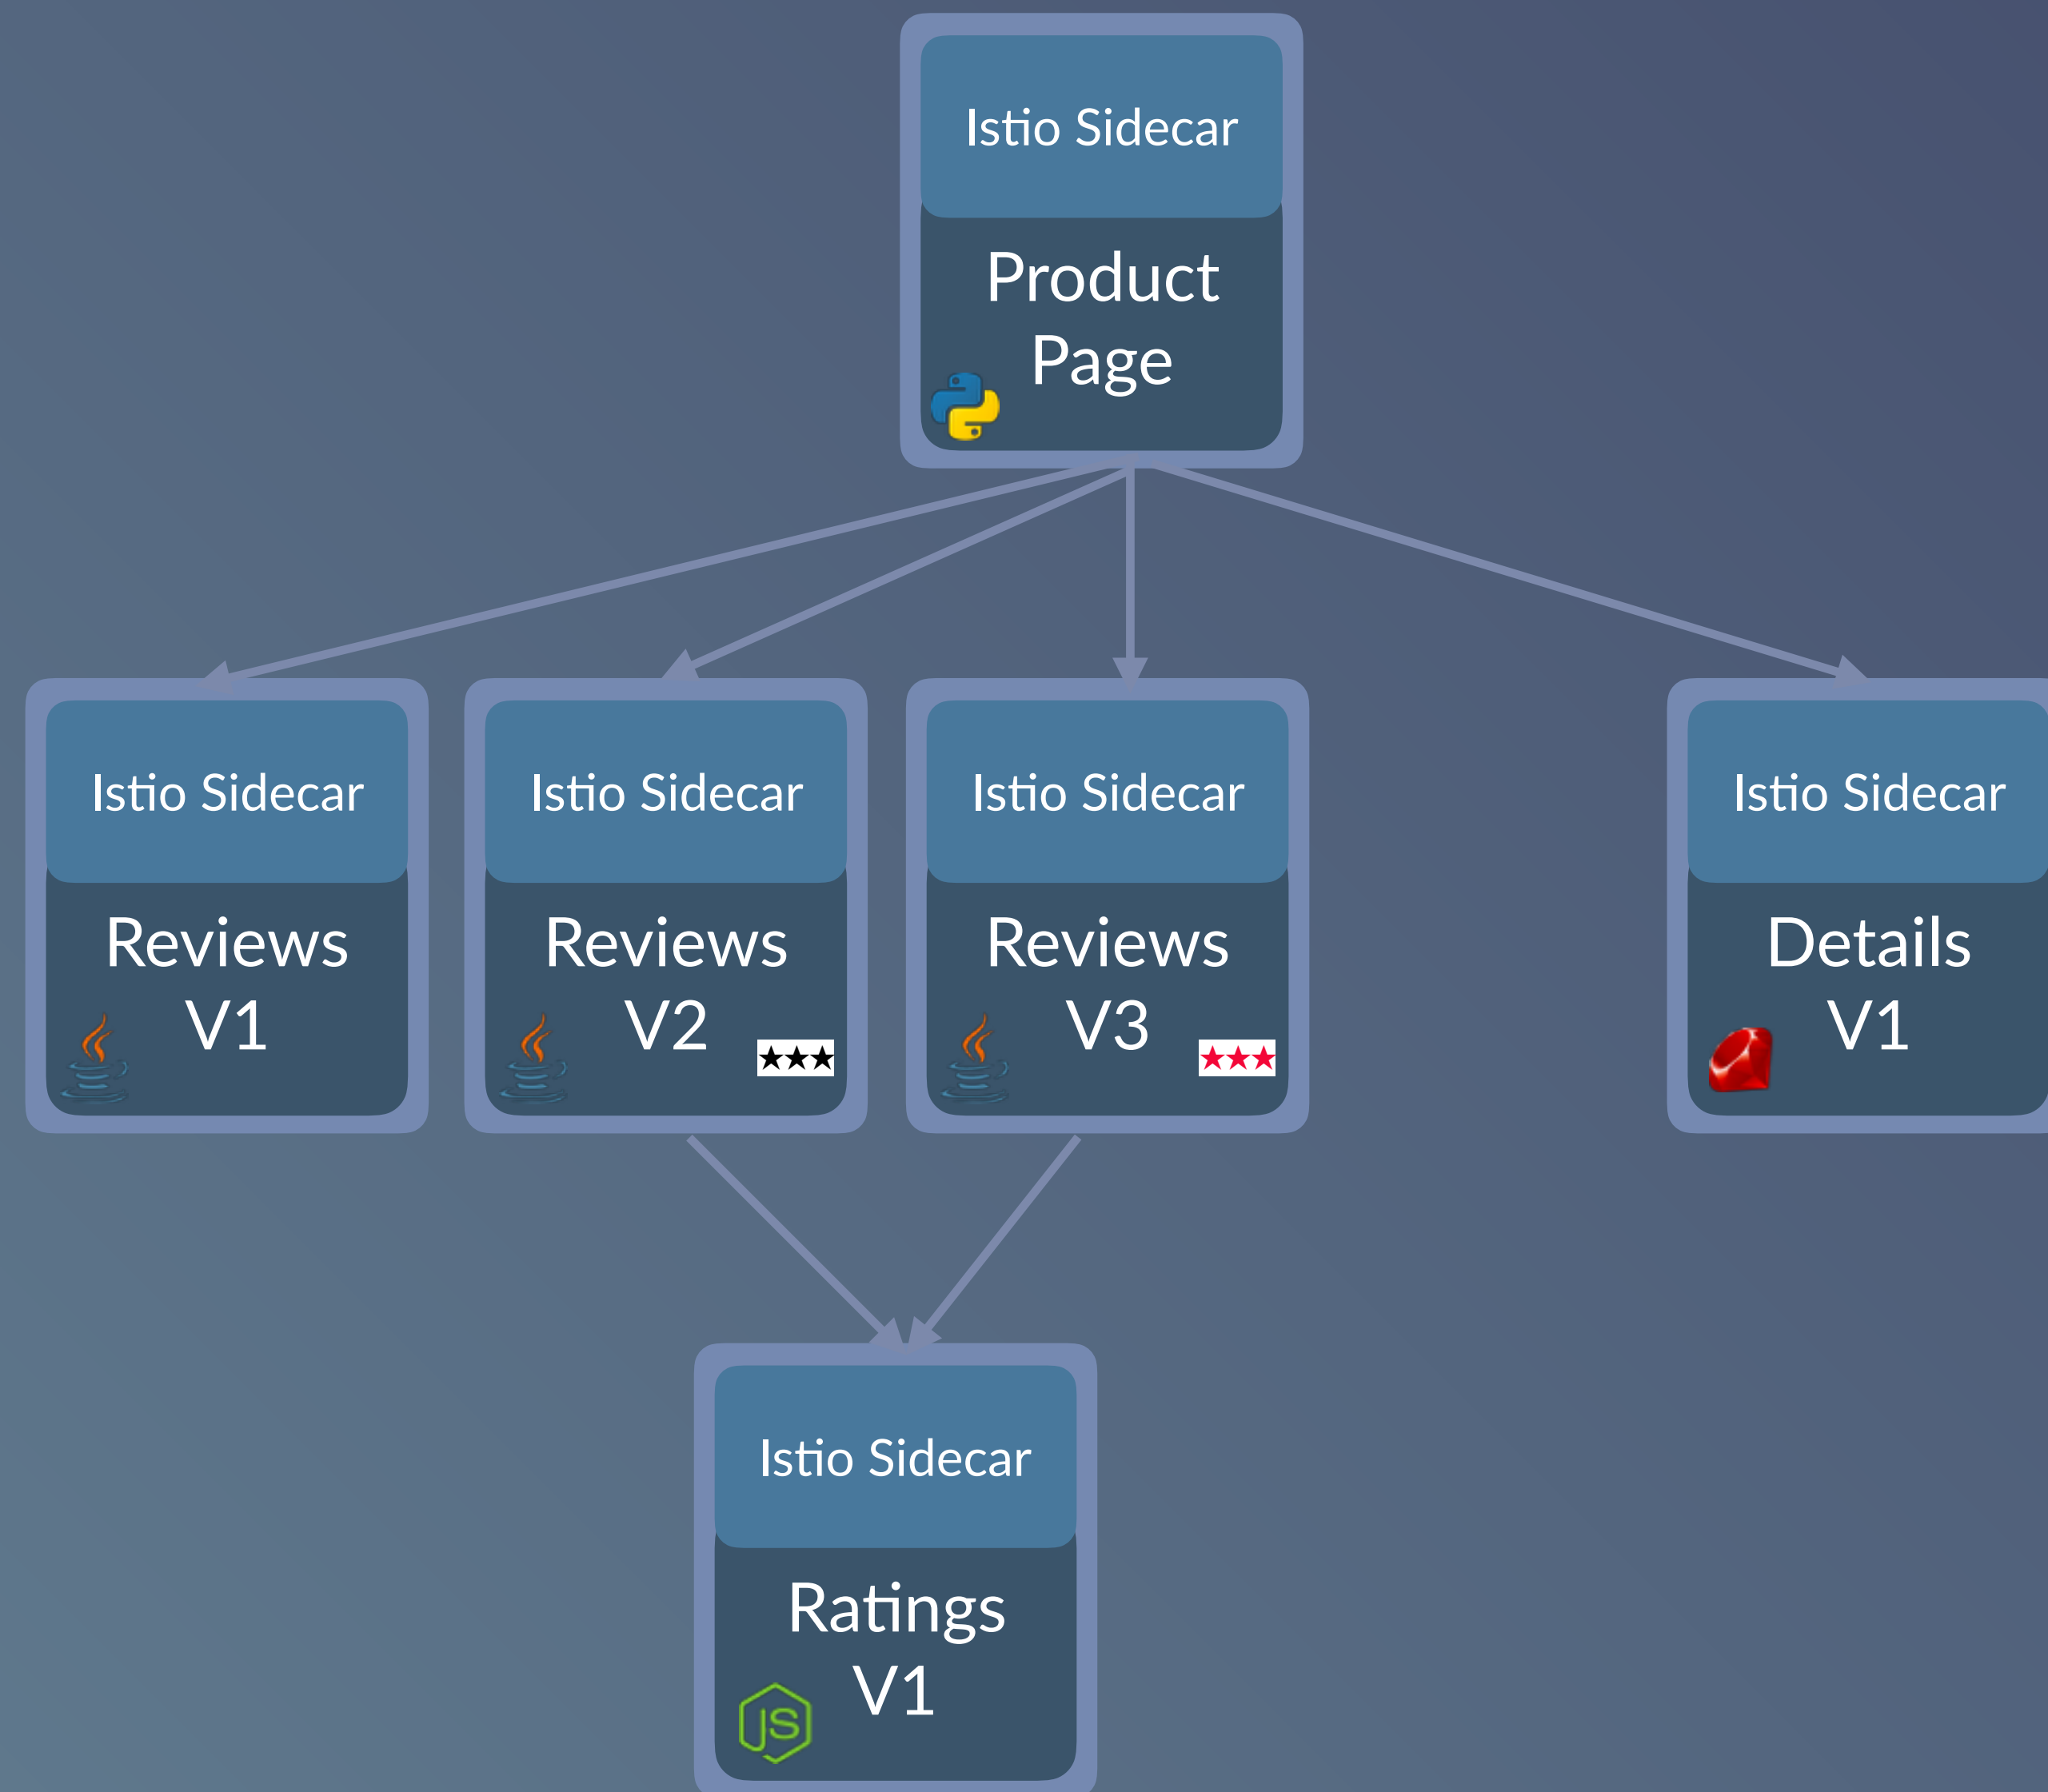 Istio Sidecar
Product
Page
Istio Sidecar
Reviews
V1
Istio Sidecar
Reviews
V2
Istio Sidecar
Reviews
V3
Istio Sidecar
Details
V1
Istio Sidecar
Ratings
V1
JS